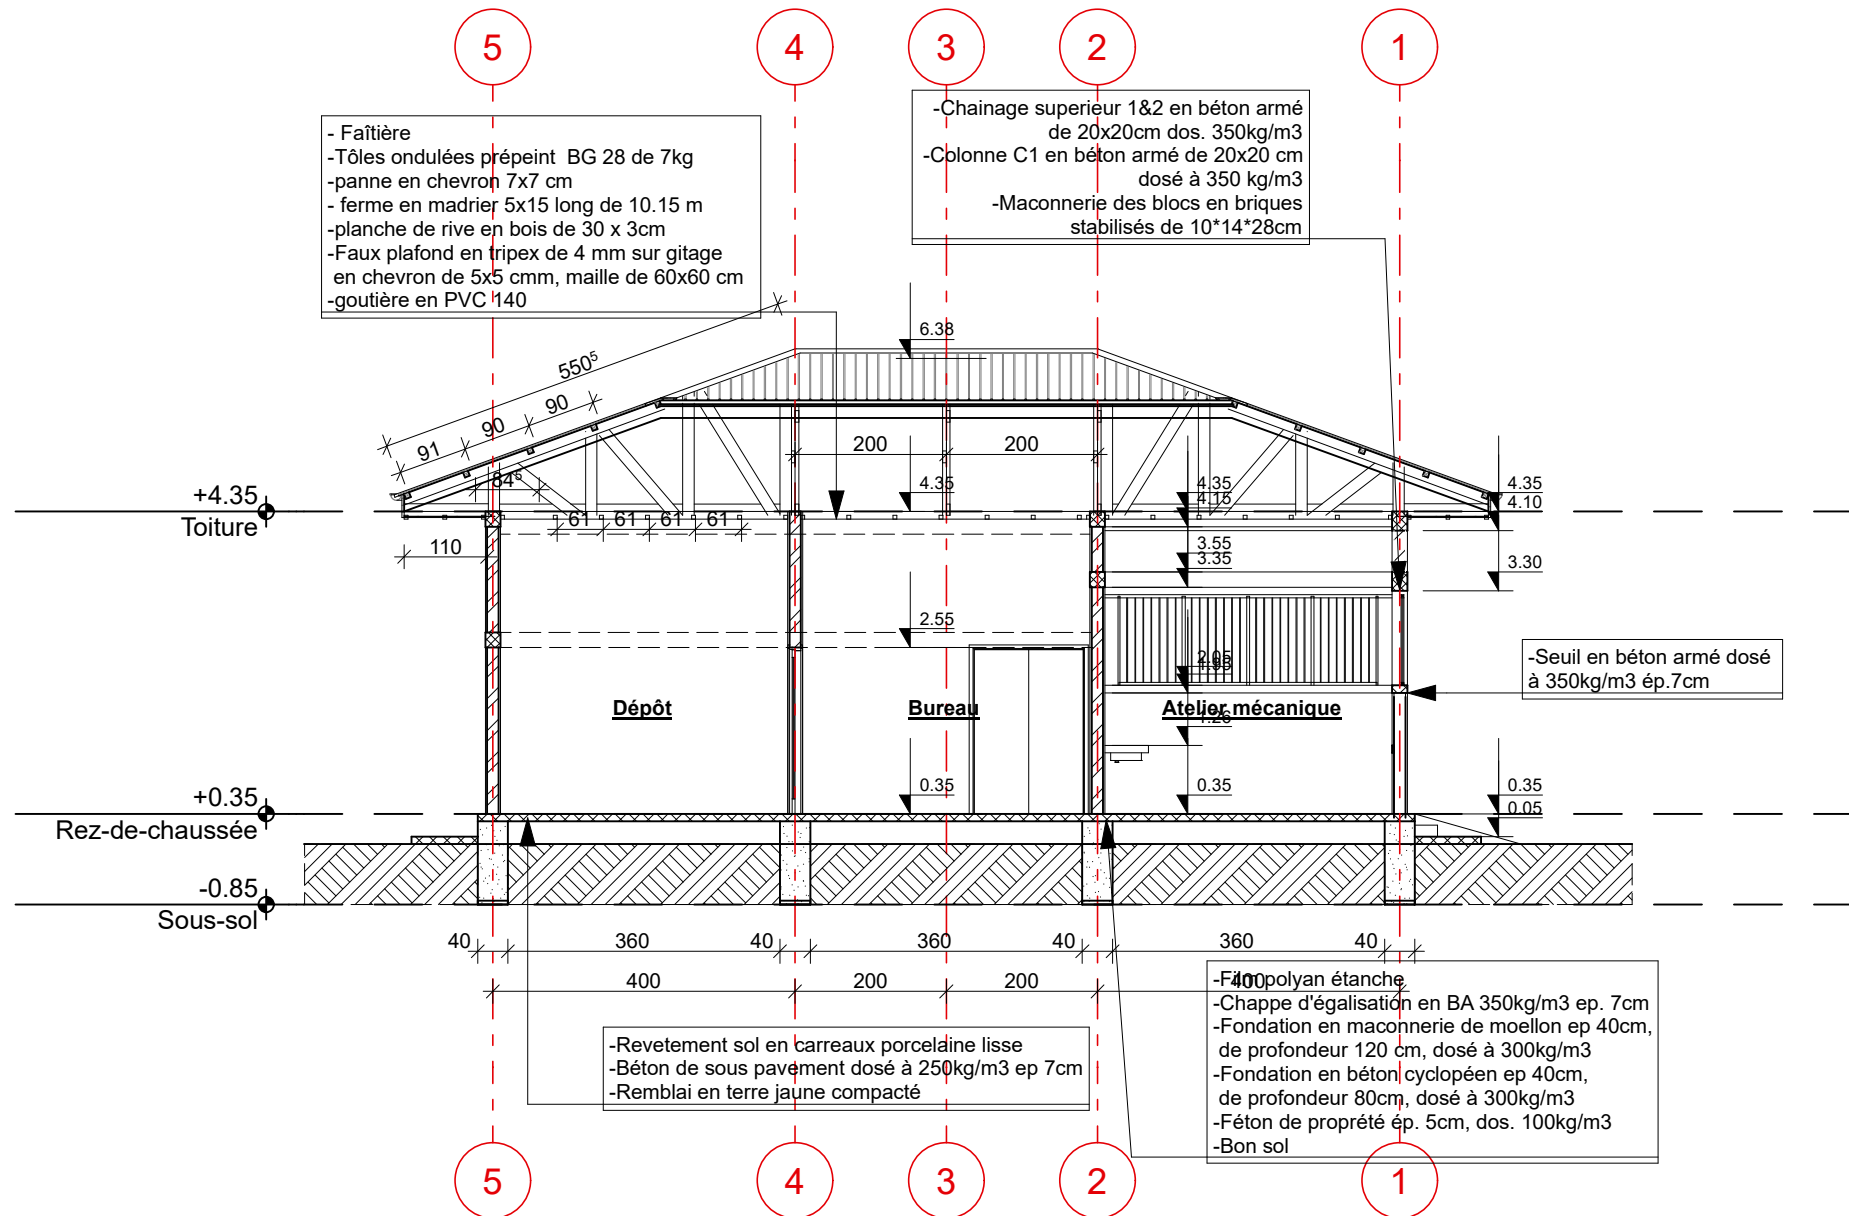 5
4
3
2
1
- Faîtière
-Tôles ondulées prépeint BG 28 de 7kg
-panne en chevron 7x7 cm
- ferme en madrier 5x15 long de 10.15 m
-planche de rive en bois de 30 x 3cm
-Faux plafond en tripex de 4 mm sur gitage
en chevron de 5x5 cmm, maille de 60x60 cm
-goutière en PVC 140
-Chainage superieur 1&2 en béton armé
de 20x20cm dos. 350kg/m3
-Colonne C1 en béton armé de 20x20 cm
dosé à 350 kg/m3
-Maconnerie des blocs en briques
stabilisés de 10*14*28cm
6.38
550⁵
90
90
91
84⁵
200
200
+4.35
Toiture
4.35
4.35
4.15
4.35
4.10
61
61
61
61
110
3.55
3.35
3.30
2.55
2.05
1.95
-Seuil en béton armé dosé
à 350kg/m3 ép.7cm
Dépôt
Bureau
Atelier mécanique
1.26
+0.35
Rez-de-chaussée
0.35
0.35
0.35
0.05
-0.85
Sous-sol
40
360
40
360
40
360
40
400
200
200
400
-Revetement sol en carreaux porcelaine lisse
-Béton de sous pavement dosé à 250kg/m3 ep 7cm
-Remblai en terre jaune compacté
-Film polyan étanche
-Chappe d'égalisation en BA 350kg/m3 ep. 7cm
-Fondation en maconnerie de moellon ep 40cm,
de profondeur 120 cm, dosé à 300kg/m3
-Fondation en béton cyclopéen ep 40cm,
de profondeur 80cm, dosé à 300kg/m3
-Féton de proprété ép. 5cm, dos. 100kg/m3
-Bon sol
5
4
3
2
1